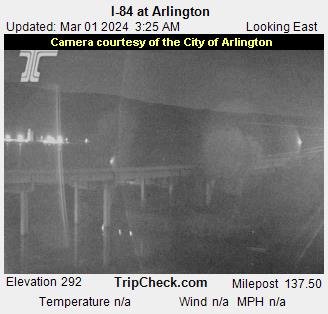 I-84 at Arlington
Updated: Mar 01 2024 3:25 AM Looking East
Camera courtesy of the City of Arlington
Elevation 292 TripCheck.com Milepost 137.50
Temperature n/a Wind n/a MPH n/a